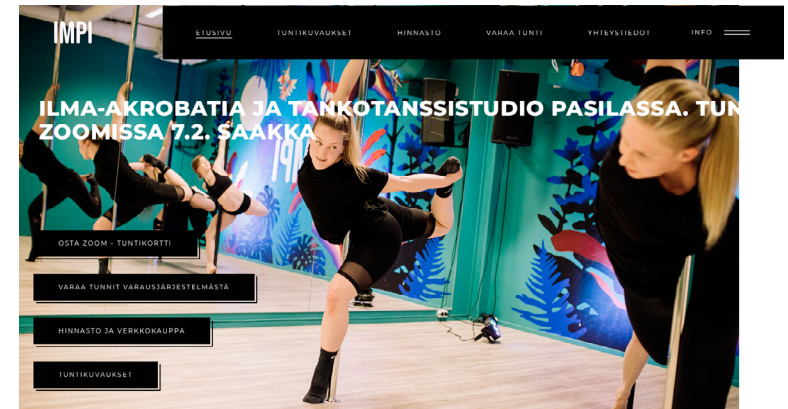 IMPI
ETUSIVU
TUNTIKUVAUKSET
HINNASTO
VARAA TUNTI
YHTEYSTIEDOT
INFO
ILMA-AKROBATIA JA TANKOTANSSISTUDIO PASILASSA. TUN
ZOOMISSA 7.2. SAAKKA
OSTA ZOOM - TUNTIKORTTI
VARAA TUNNIT VARAUSJÄRJESTELMÄSTÄ
HINNASTO JA VERKKOKAUPPA
TUNTIKUVAUKSET